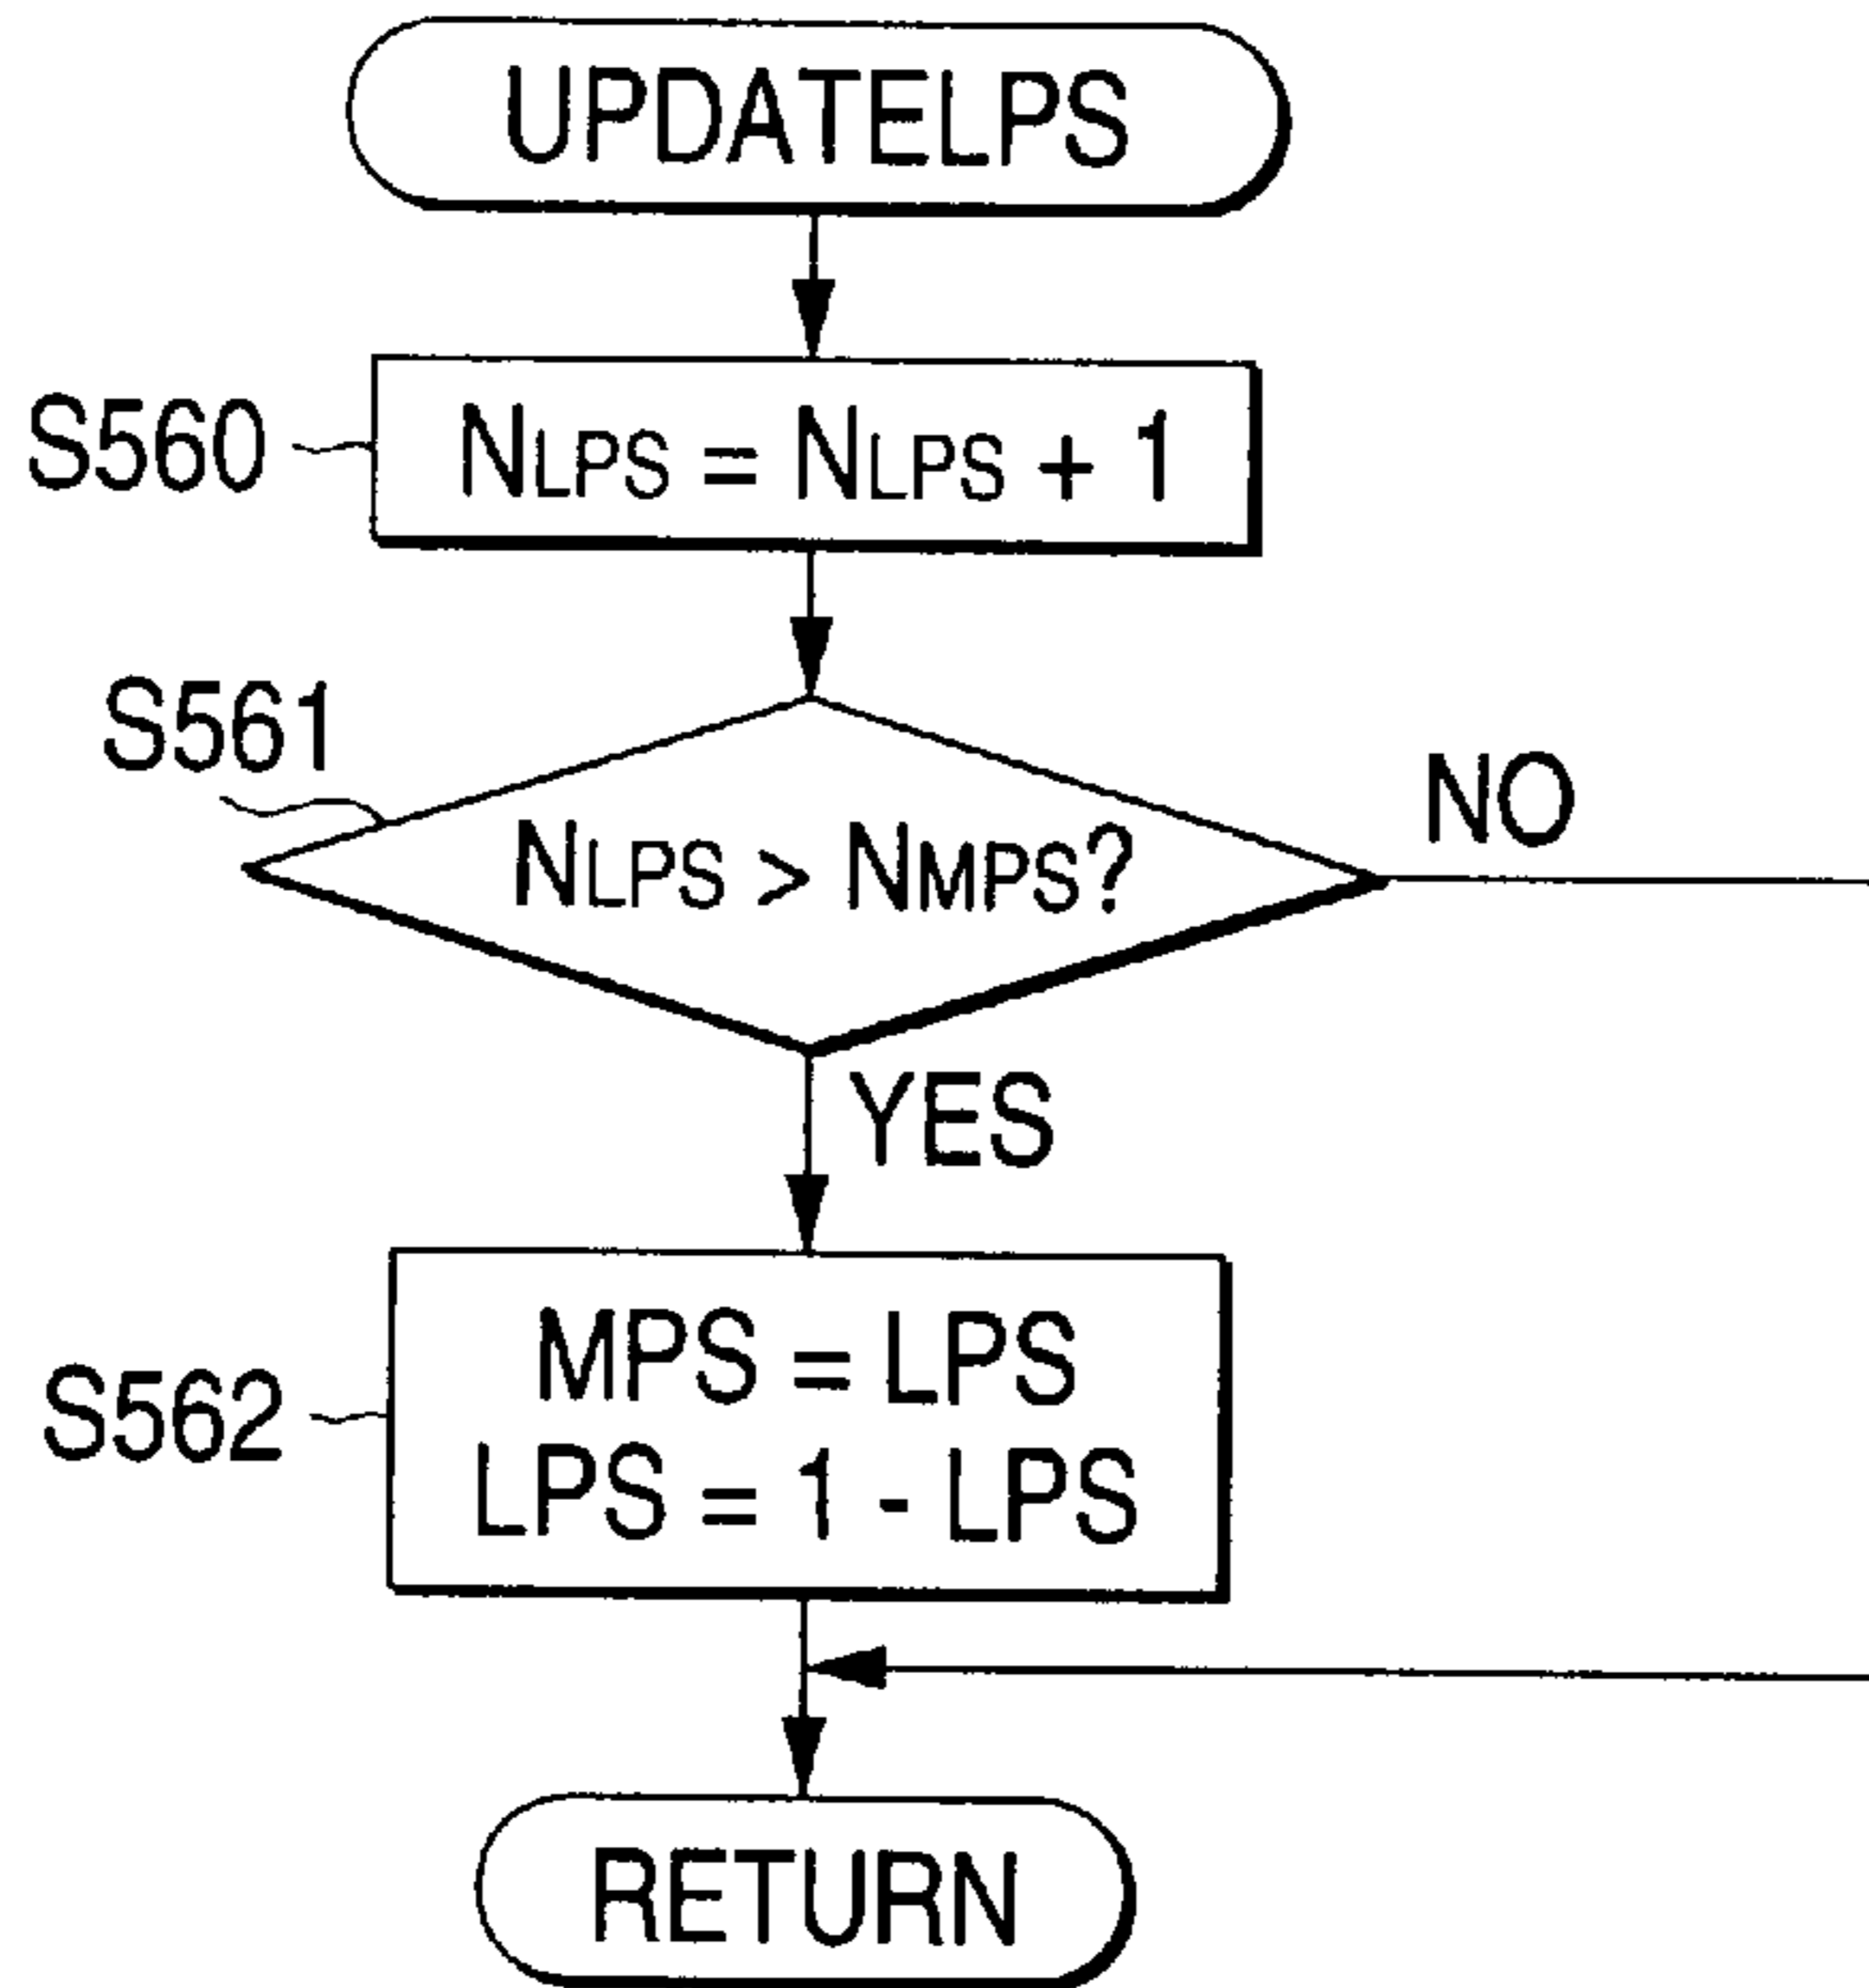 UPDATELPS
S560
NLPS = NLPS + 1
S561
NLPS > NMPS?
NO
YES
S562
MPS = LPS
LPS = 1 - LPS
RETURN